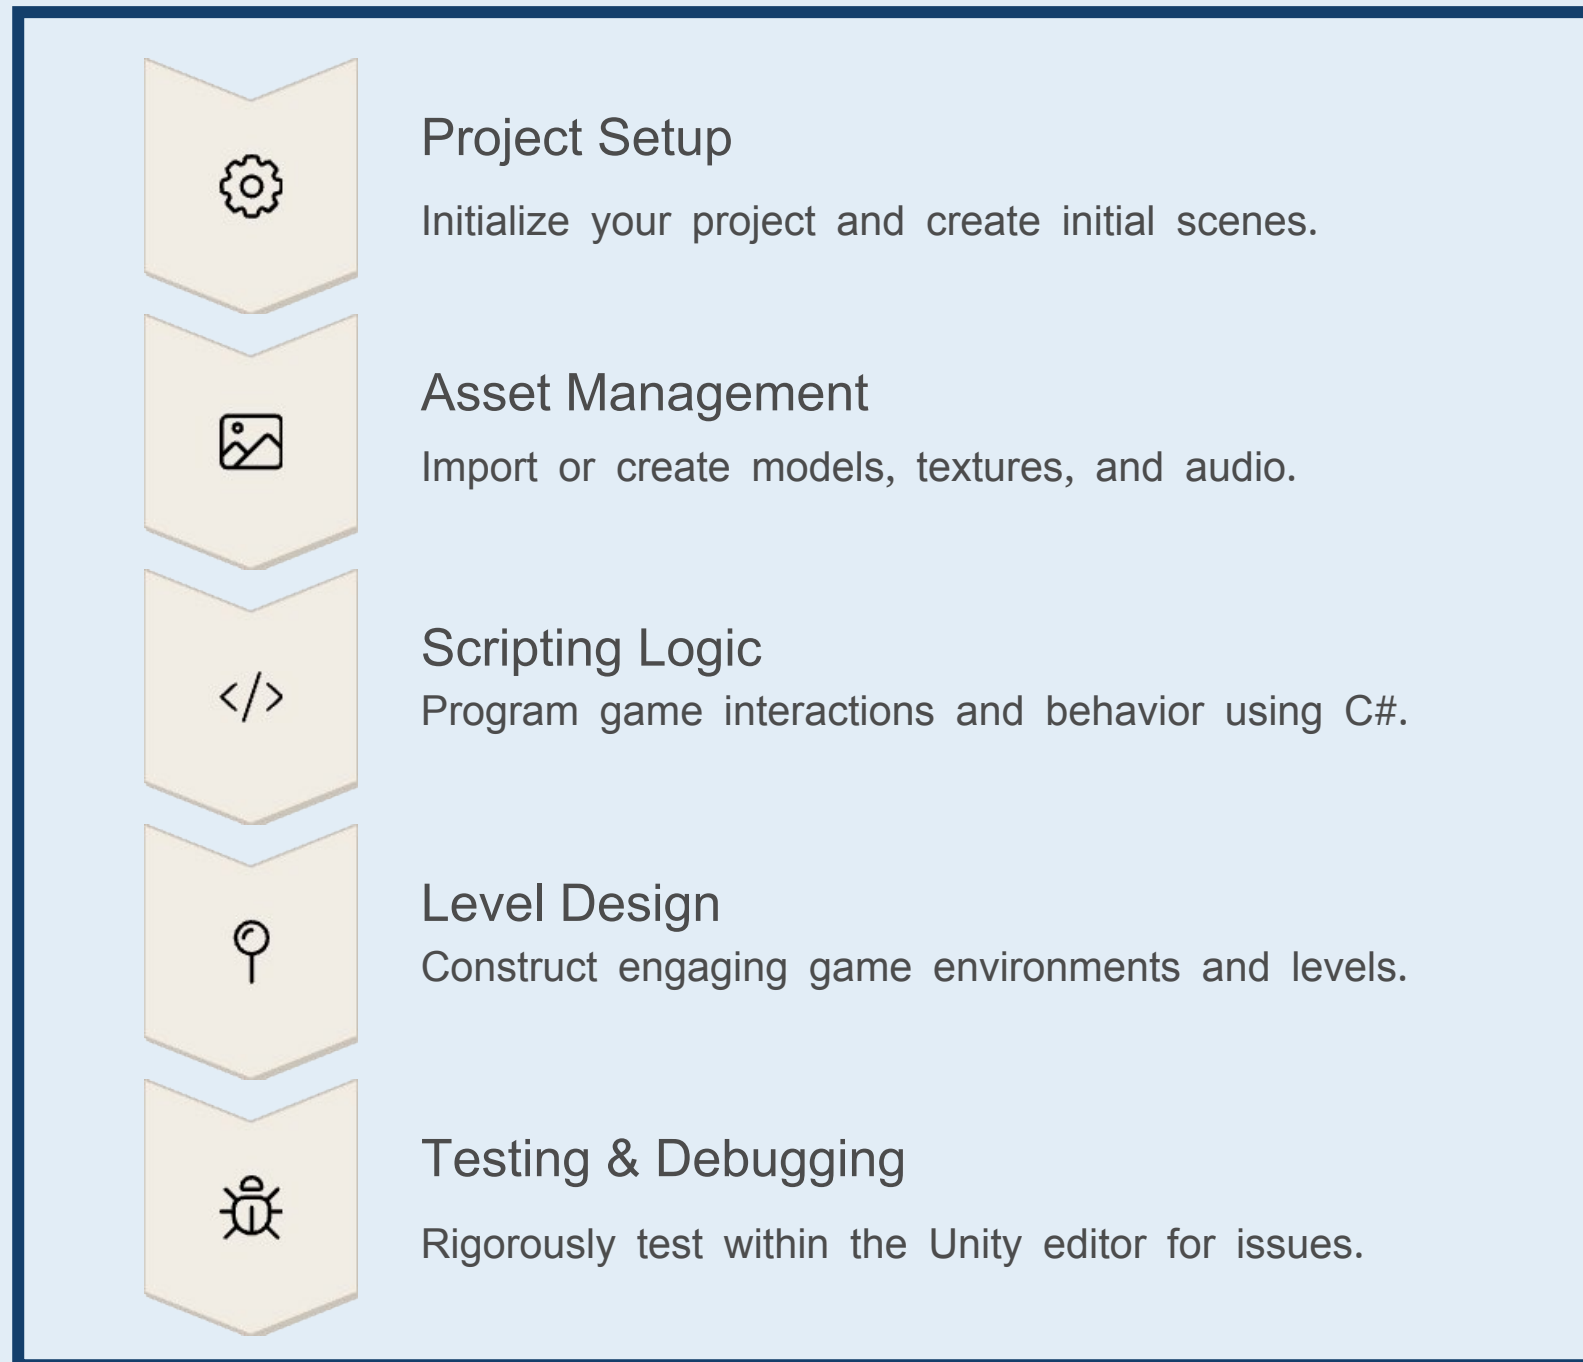 Project Setup
Initialize your project and create initial scenes.
Asset Management
Import or create models, textures, and audio.
Scripting Logic
Program game interactions and behavior using C#.
Level Design
Construct engaging game environments and levels.
Testing & Debugging
Rigorously test within the Unity editor for issues.